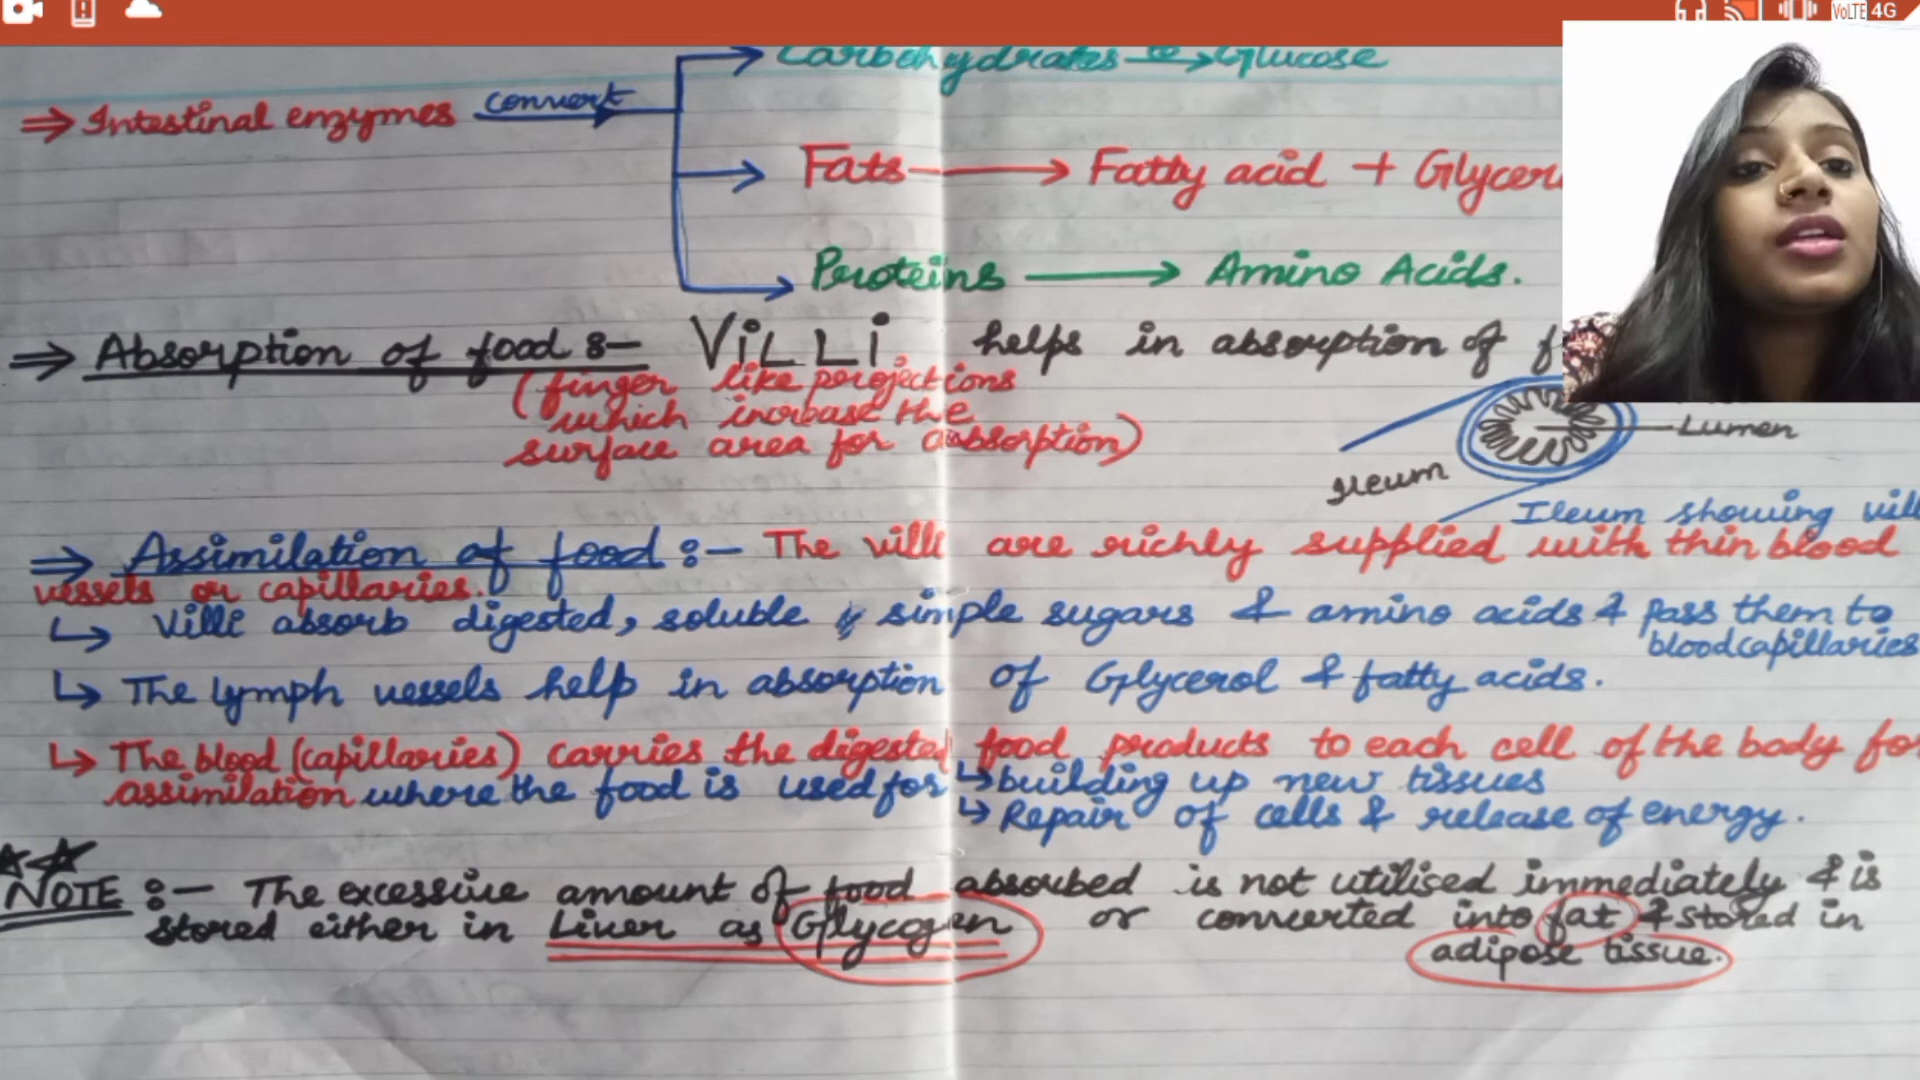 VoLTE 4G
Carbohydrates → Glucose
⇒ Intestinal enzymes convert
Fats → Fatty acid +
Proteins → Amino Acids.
⇒ Absorption of food :- ViLLi helps in absorption of
(finger like projections
which increase the
surface area for absorption)
Lumen
Ileum
Ileum showing
⇒ Assimilation of food :- The villi are richly supplied with thin blood
vessels or capillaries.
↳ Villi absorb digested, soluble & simple sugars & amino acids & pass them to
blood capillaries
↳ The lymph vessels help in absorption of Glycerol & fatty acids.
↳ The blood (capillaries) carries the digested food products to each cell of the body for
assimilation where the food is used for ↳ building up new tissues
↳ Repair of cells & release of energy.
NOTE :- The excessive amount of food absorbed is not utilised immediately & is
stored either in Liver as Glycogen or converted into fat & stored in
adipose tissue.